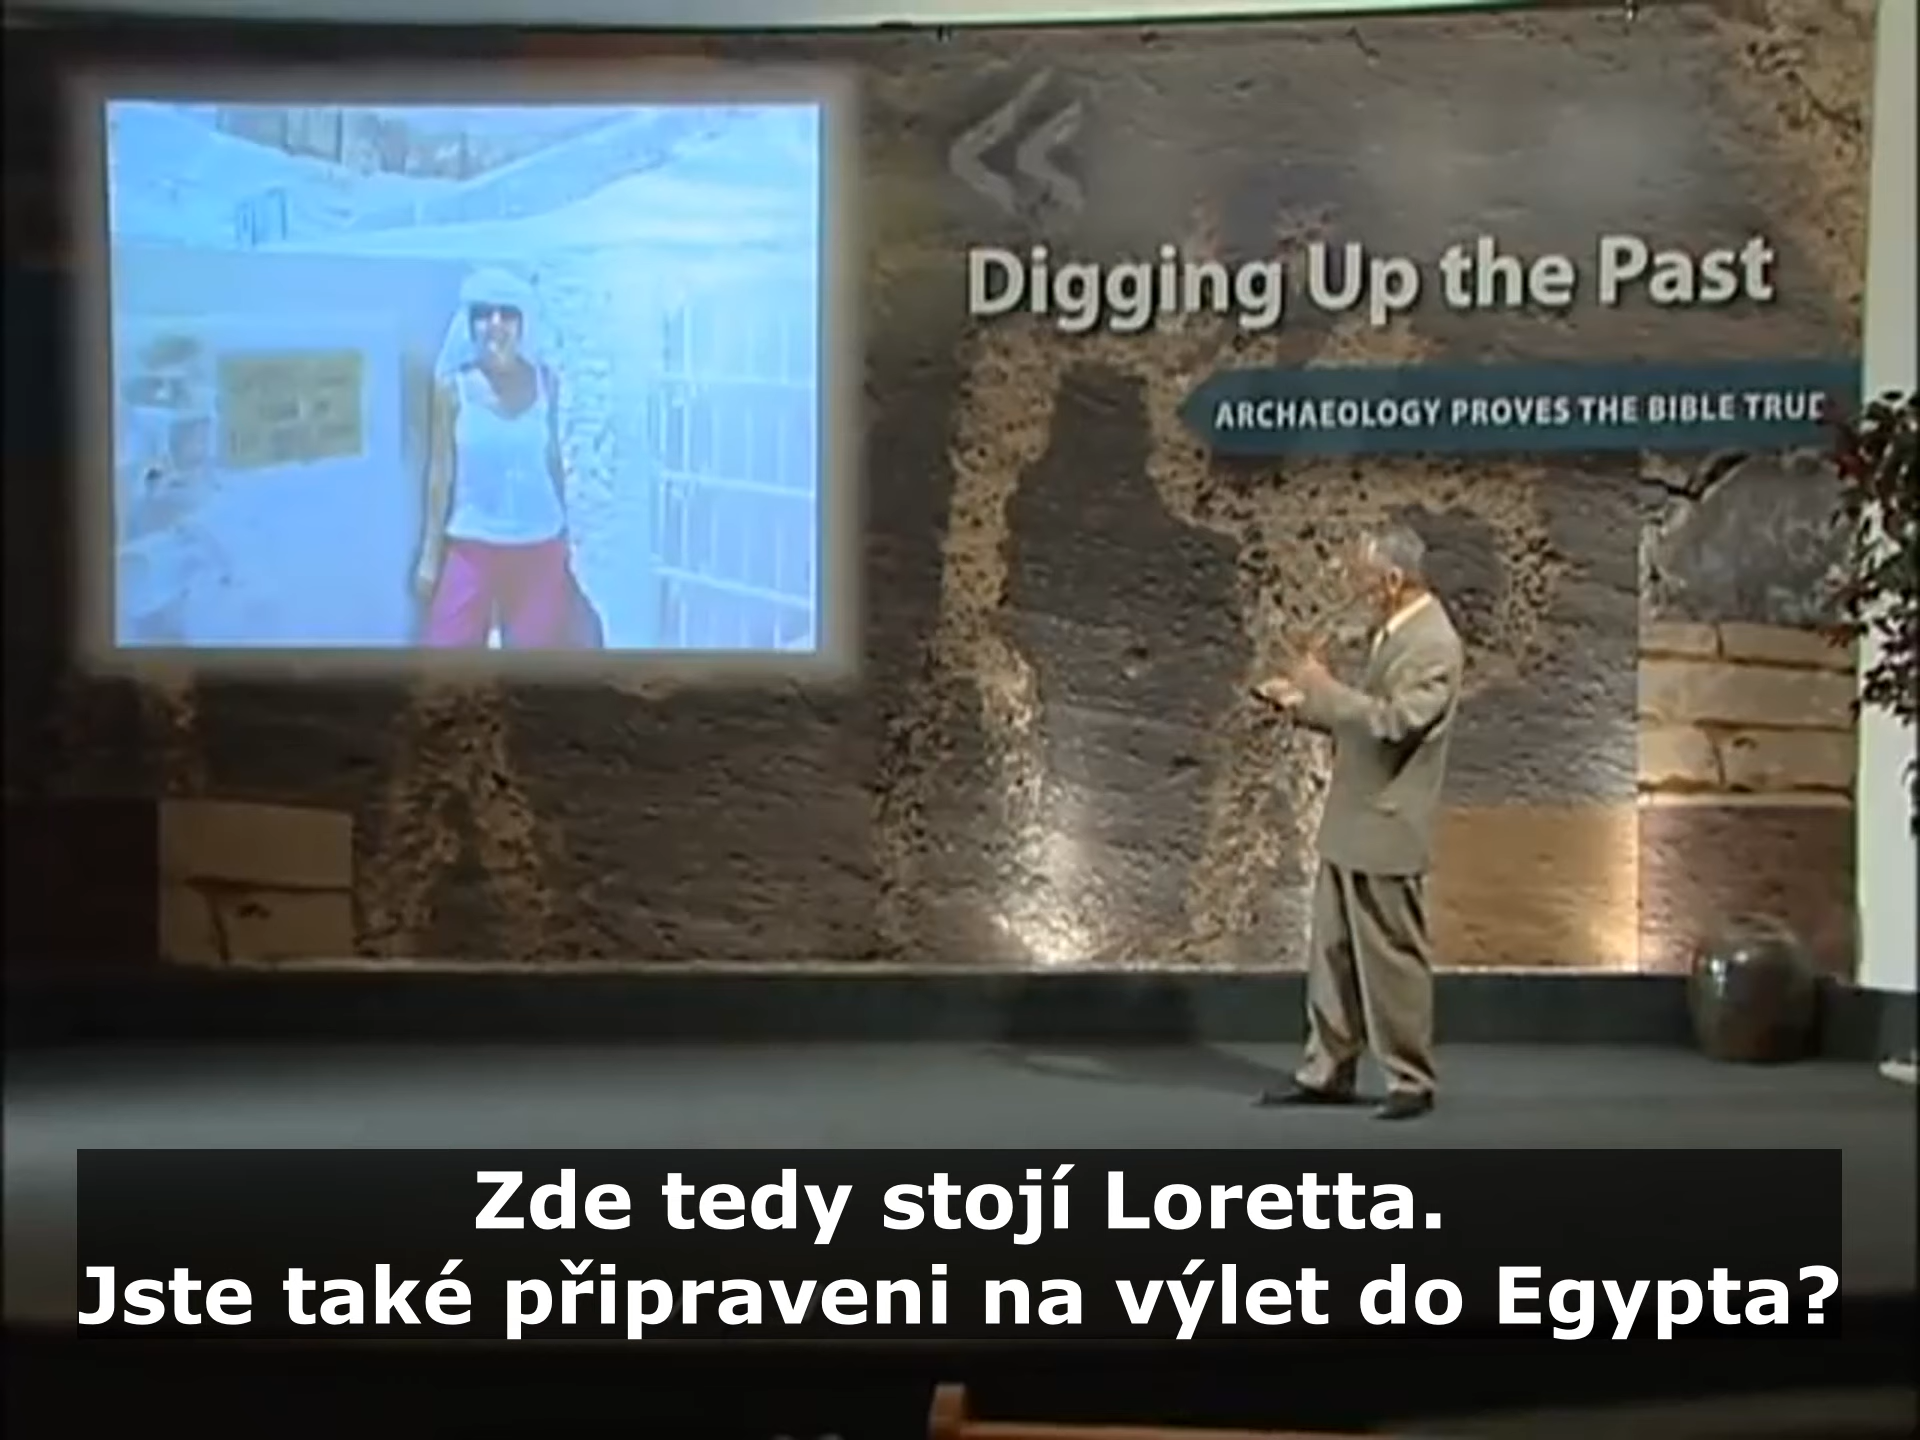 Digging Up the Past
ARCHAEOLOGY PROVES THE BIBLE TRUE
Zde tedy stojí Loretta.
Jste také připraveni na výlet do Egypta?